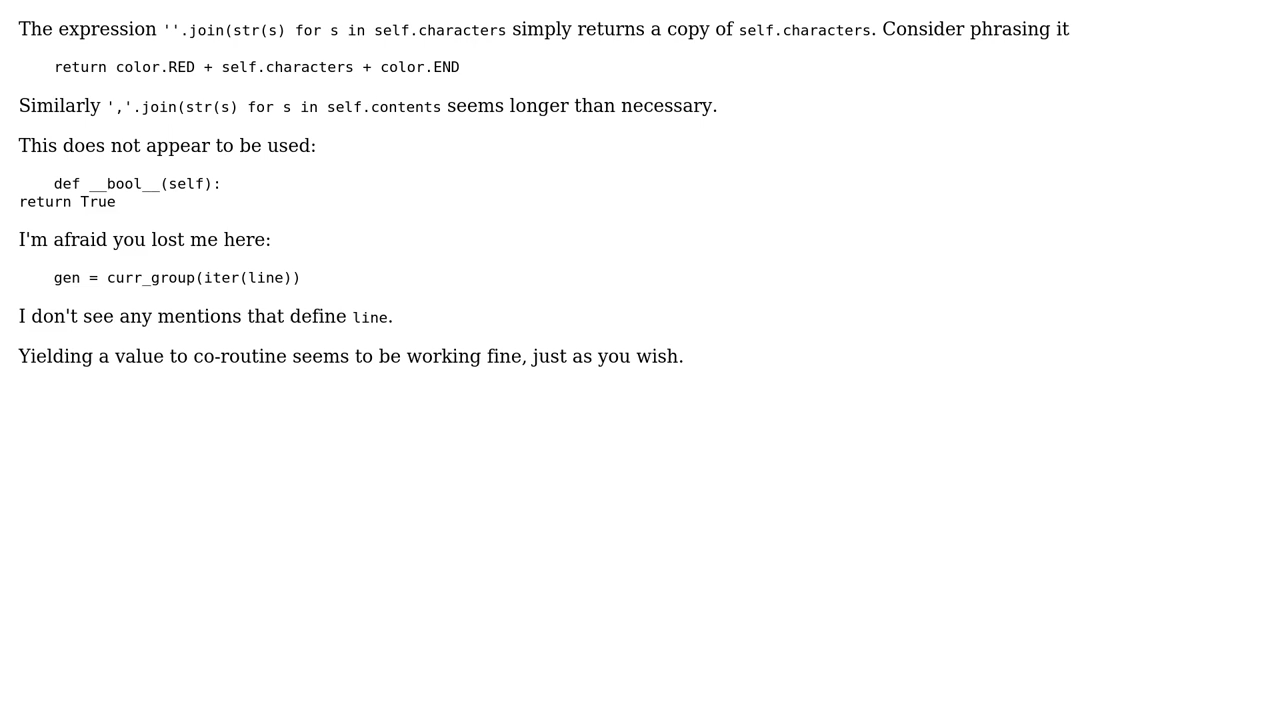 The expression ''.join(str(s) for s in self.characters simply returns a copy of self.characters. Consider phrasing it
    return color.RED + self.characters + color.END
Similarly ','.join(str(s) for s in self.contents seems longer than necessary.
This does not appear to be used:
    def __bool__(self):
return True
I'm afraid you lost me here:
    gen = curr_group(iter(line))
I don't see any mentions that define line.
Yielding a value to co-routine seems to be working fine, just as you wish.